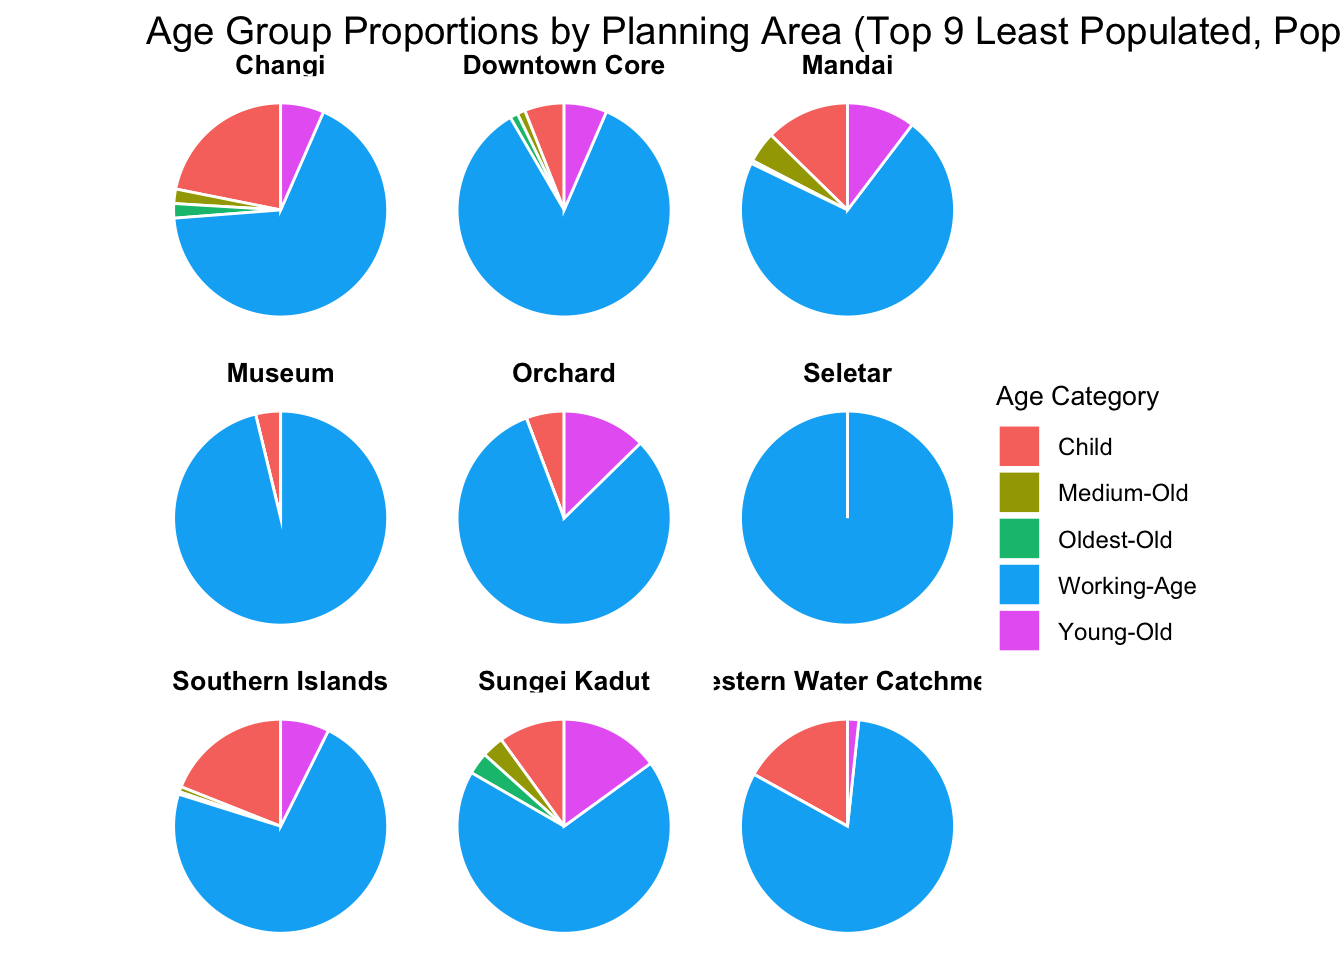 Age Group Proportions by Planning Area (Top 9 Least Populated, Pop
Changi
Downtown Core
Mandai
Museum
Orchard
Seletar
Age Category
Child
Medium-Old
Oldest-Old
Working-Age
Young-Old
Southern Islands
Sungei Kadut
estern Water Catchme